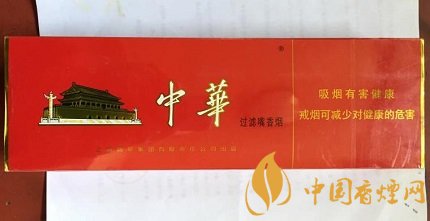 中華
®
过滤嘴香烟
吸烟有害健康
戒烟可减少对健康的危害
中国香烟网